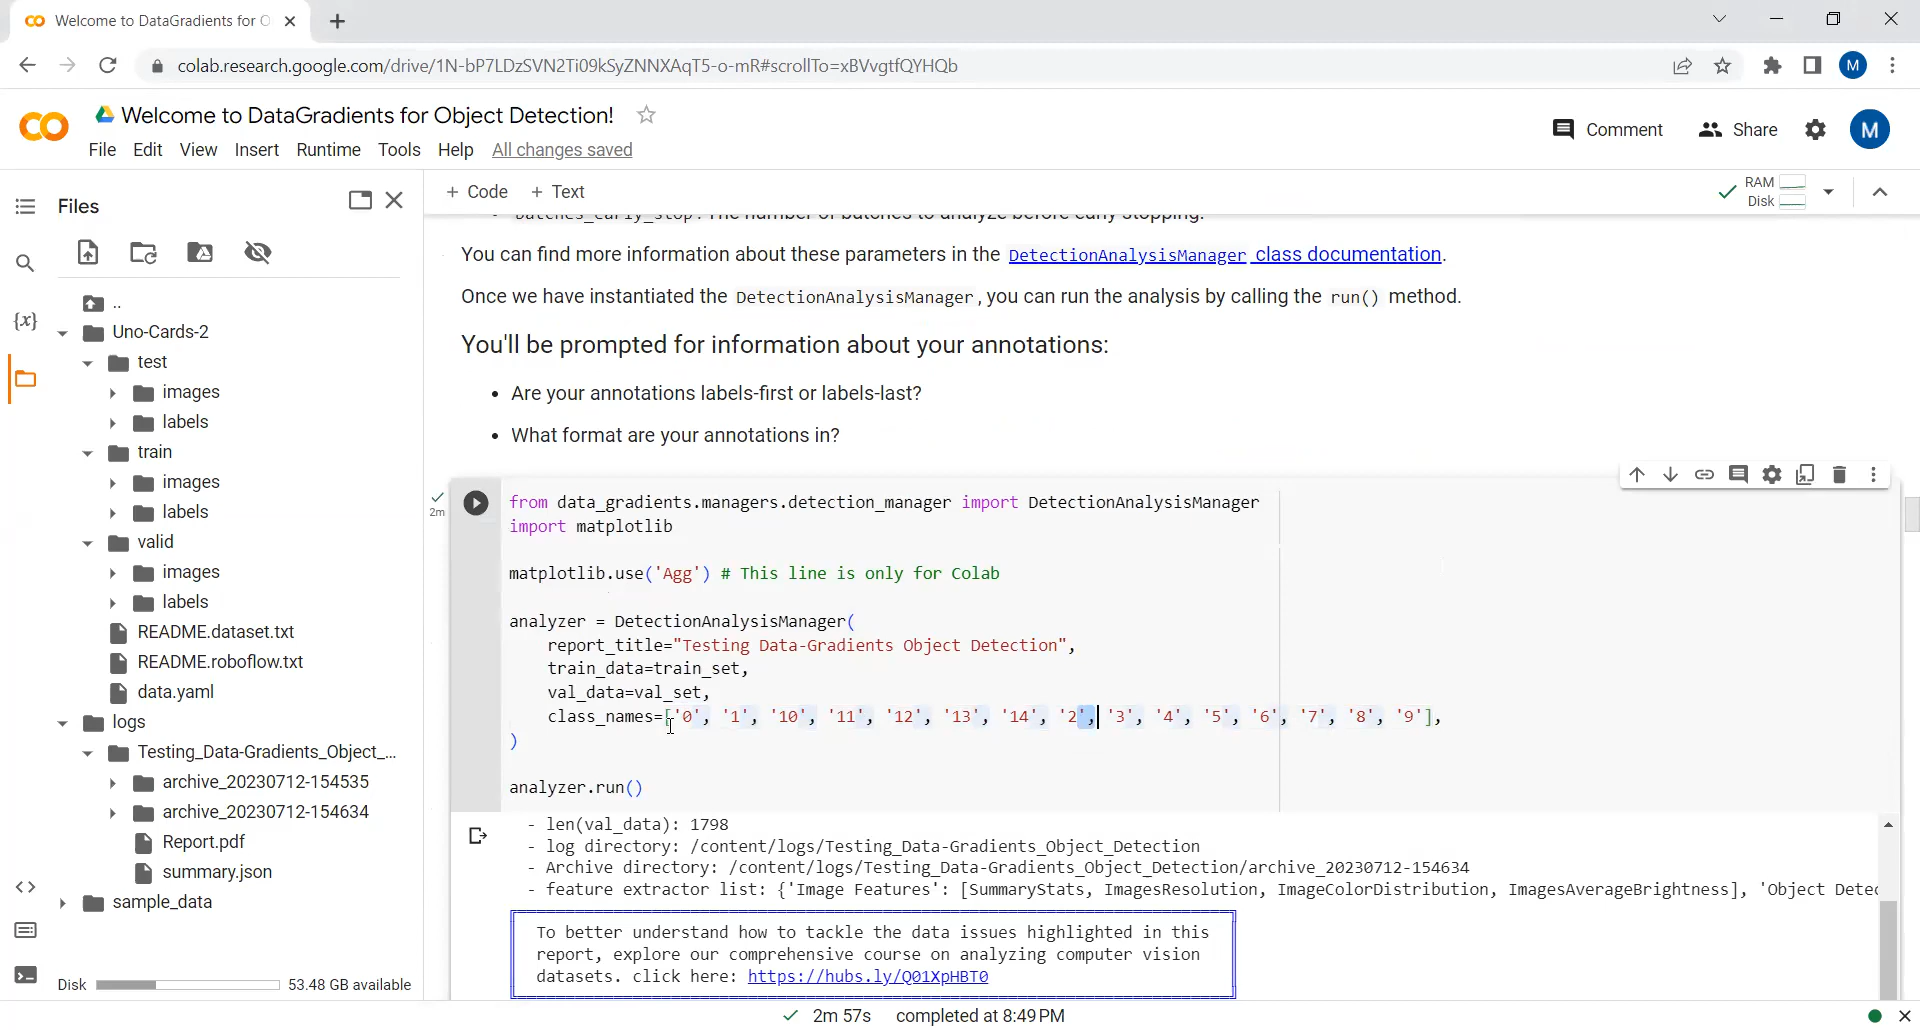 Welcome to DataGradients for O
colab.research.google.com/drive/1N-bP7LDzSVN2Ti09kSyZNNXAqT5-o-mR#scrollTo=xBVvgtfQYHQb
M
Welcome to DataGradients for Object Detection!
Comment
Share
M
File Edit View Insert Runtime Tools Help All changes saved
Files
+ Code + Text
RAM
Disk
batches_early_stop: The number of batches to analyze before early stopping.
You can find more information about these parameters in the DetectionAnalysisManager class documentation.
Once we have instantiated the DetectionAnalysisManager, you can run the analysis by calling the run() method.
You'll be prompted for information about your annotations:
• Are your annotations labels-first or labels-last?
• What format are your annotations in?
{x}
..
Uno-Cards-2
test
images
labels
train
images
labels
valid
images
labels
README.dataset.txt
README.roboflow.txt
data.yaml
logs
Testing_Data-Gradients_Object_...
archive_20230712-154535
archive_20230712-154634
Report.pdf
summary.json
sample_data
Disk 53.48 GB available
2m
from data_gradients.managers.detection_manager import DetectionAnalysisManager
import matplotlib
matplotlib.use('Agg') # This line is only for Colab
analyzer = DetectionAnalysisManager(
report_title="Testing Data-Gradients Object Detection",
train_data=train_set,
val_data=val_set,
class_names=['0', '1', '10', '11', '12', '13', '14', '2', '3', '4', '5', '6', '7', '8', '9'],
)
analyzer.run()
- len(val_data): 1798
- log directory: /content/logs/Testing_Data-Gradients_Object_Detection
- Archive directory: /content/logs/Testing_Data-Gradients_Object_Detection/archive_20230712-154634
- feature extractor list: {'Image Features': [SummaryStats, ImagesResolution, ImageColorDistribution, ImagesAverageBrightness], 'Object Detec
To better understand how to tackle the data issues highlighted in this
report, explore our comprehensive course on analyzing computer vision
datasets. click here: https://hubs.ly/Q01XpHBT0
2m 57s completed at 8:49 PM